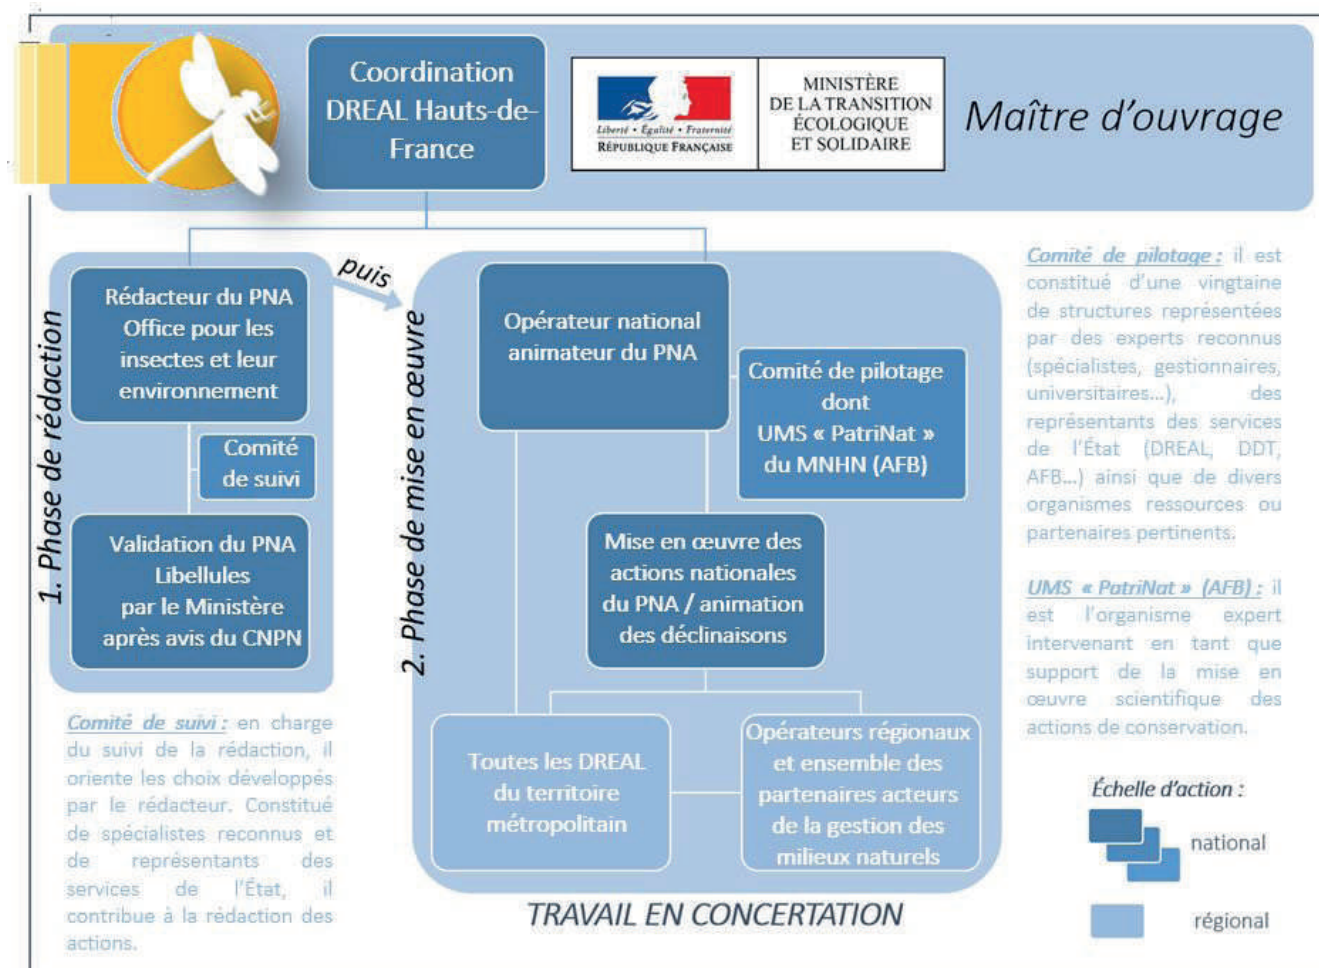 Coordination
DREAL Hauts-de-
France
Liberté • Égalité • Fraternité
RÉPUBLIQUE FRANÇAISE
MINISTÈRE
DE LA TRANSITION
ÉCOLOGIQUE
ET SOLIDAIRE
Maître d'ouvrage
1. Phase de rédaction
Rédacteur du PNA
Office pour les
insectes et leur
environnement
Comité
de suivi
Validation du PNA
Libellules
par le Ministère
après avis du CNPN
Comité de suivi : en charge
du suivi de la rédaction, il
oriente les choix développés
par le rédacteur. Constitué
de spécialistes reconnus et
de représentants des
services de l'État, il
contribue à la rédaction des
actions.
puis
2. Phase de mise en œuvre
Opérateur national
animateur du PNA
Comité de pilotage
dont
UMS « PatriNat »
du MNHN (AFB)
Mise en œuvre des
actions nationales
du PNA / animation
des déclinaisons
Toutes les DREAL
du territoire
métropolitain
Opérateurs régionaux
et ensemble des
partenaires acteurs
de la gestion des
milieux naturels
TRAVAIL EN CONCERTATION
Comité de pilotage : il est
constitué d'une vingtaine
de structures représentées
par des experts reconnus
(spécialistes, gestionnaires,
universitaires...), des
représentants des services
de l'État (DREAL, DDT,
AFB...) ainsi que de divers
organismes ressources ou
partenaires pertinents.
UMS « PatriNat » (AFB) : il
est l'organisme expert
intervenant en tant que
support de la mise en
œuvre scientifique des
actions de conservation.
Échelle d'action :
national
régional